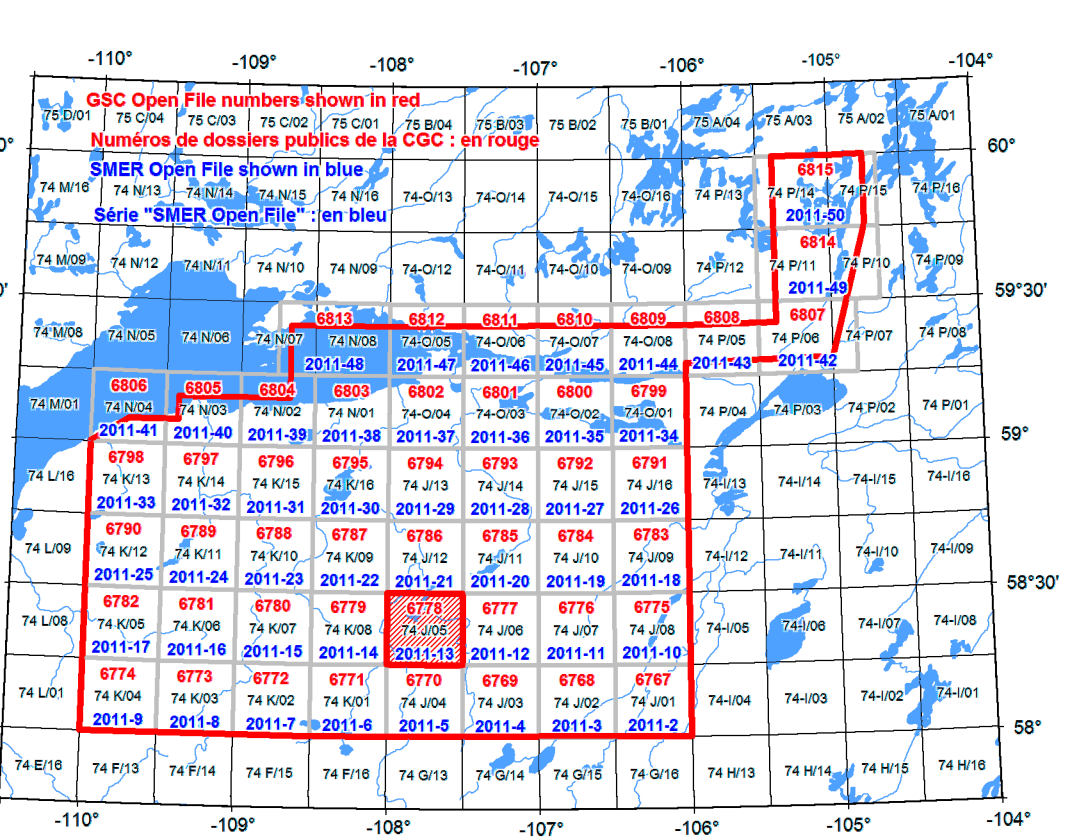 -110° -109° -108° -107° -106° -105° -104°
GSC Open File numbers shown in red
75 D/01 75 C/04 75 C/03 75 C/02 75 C/01 75 B/04 75 B/03 75 B/02 75 B/01 75 A/04 75 A/03 75 A/02 75 A/01
Numéros de dossiers publics de la CGC : en rouge
0° 60°
SMER Open File shown in blue
6815
74 M/16 74 N/13 74 N/14 74 N/15 74 N/16 74-O/13 74-O/14 74-O/15 74-O/16 74 P/13 74 P/14 74 P/15 74 P/16
Série "SMER Open File" : en bleu
2011-50
6814
74 M/09 74 N/12 74 N/11 74 N/10 74 N/09 74-O/12 74-O/11 74-O/10 74-O/09 74 P/12 74 P/11 74 P/10 74 P/09
0' 2011-49 59°30'
6813 6812 6811 6810 6809 6808 6807
74 M/08 74 N/05 74 N/06 74 N/07 74 N/08 74-O/05 74-O/06 74-O/07 74-O/08 74 P/05 74 P/06 74 P/07 74 P/08
2011-48 2011-47 2011-46 2011-45 2011-44 2011-43 2011-42
6806 6805 6804 6803 6802 6801 6800 6799
74 M/01 74 N/04 74 N/03 74 N/02 74 N/01 74-O/04 74-O/03 74-O/02 74-O/01 74 P/04 74 P/03 74 P/02 74 P/01
2011-41 2011-40 2011-39 2011-38 2011-37 2011-36 2011-35 2011-34 59°
6798 6797 6796 6795 6794 6793 6792 6791
74 L/16 74 K/13 74 K/14 74 K/15 74 K/16 74 J/13 74 J/14 74 J/15 74 J/16 74-I/13 74-I/14 74-I/15 74-I/16
2011-33 2011-32 2011-31 2011-30 2011-29 2011-28 2011-27 2011-26
6790 6789 6788 6787 6786 6785 6784 6783
74 L/09 74 K/12 74 K/11 74 K/10 74 K/09 74 J/12 74 J/11 74 J/10 74 J/09 74-I/12 74-I/11 74-I/10 74-I/09
2011-25 2011-24 2011-23 2011-22 2011-21 2011-20 2011-19 2011-18 58°30'
6782 6781 6780 6779 6778 6777 6776 6775
74 L/08 74 K/05 74 K/06 74 K/07 74 K/08 74 J/05 74 J/06 74 J/07 74 J/08 74-I/05 74-I/06 74-I/07 74-I/08
2011-17 2011-16 2011-15 2011-14 2011-13 2011-12 2011-11 2011-10
6774 6773 6772 6771 6770 6769 6768 6767
74 L/01 74 K/04 74 K/03 74 K/02 74 K/01 74 J/04 74 J/03 74 J/02 74 J/01 74-I/04 74-I/03 74-I/02 74-I/01
2011-9 2011-8 2011-7 2011-6 2011-5 2011-4 2011-3 2011-2 58°
74 E/16 74 F/13 74 F/14 74 F/15 74 F/16 74 G/13 74 G/14 74 G/15 74 G/16 74 H/13 74 H/14 74 H/15 74 H/16
-110° -109° -108° -107° -106° -105° -104°